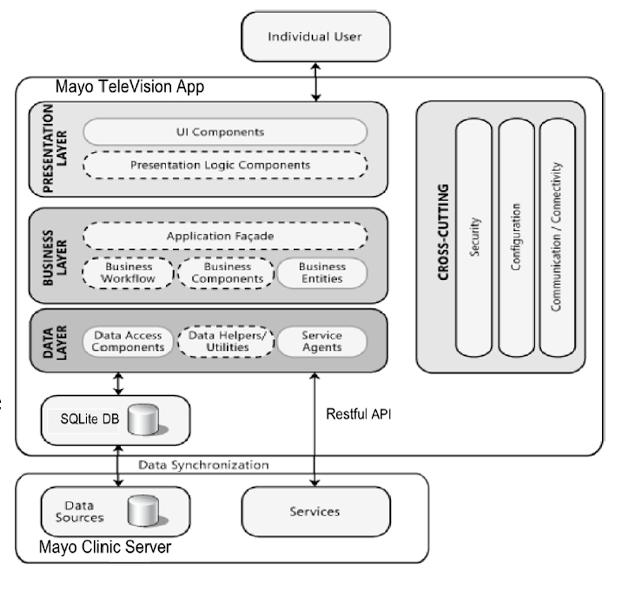 Individual User
Mayo TeleVision App
PRESENTATION
LAYER
UI Components
Presentation Logic Components
BUSINESS
LAYER
Application Façade
Business
Workflow
Business
Components
Business
Entities
DATA
LAYER
Data Access
Components
Data Helpers/
Utilities
Service
Agents
CROSS-CUTTING
Security
Configuration
Communication / Connectivity
SQLite DB
Restful API
Data Synchronization
Data
Sources
Services
Mayo Clinic Server